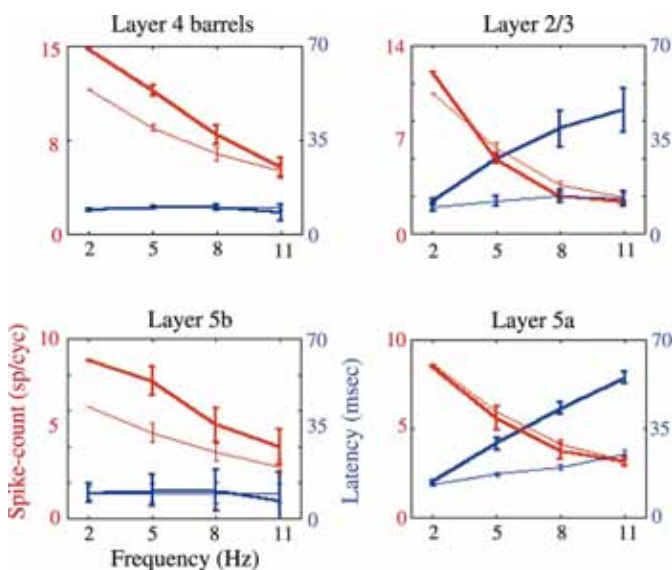 Layer 4 barrels
15
8
0
70
35
0
2 5 8 11
Layer 2/3
14
7
0
70
35
0
2 5 8 11
Layer 5b
Spike-count (sp/cyc)
10
5
0
70
35
0
2 5 8 11
Frequency (Hz)
Layer 5a
Latency (msec)
10
5
0
70
35
0
2 5 8 11